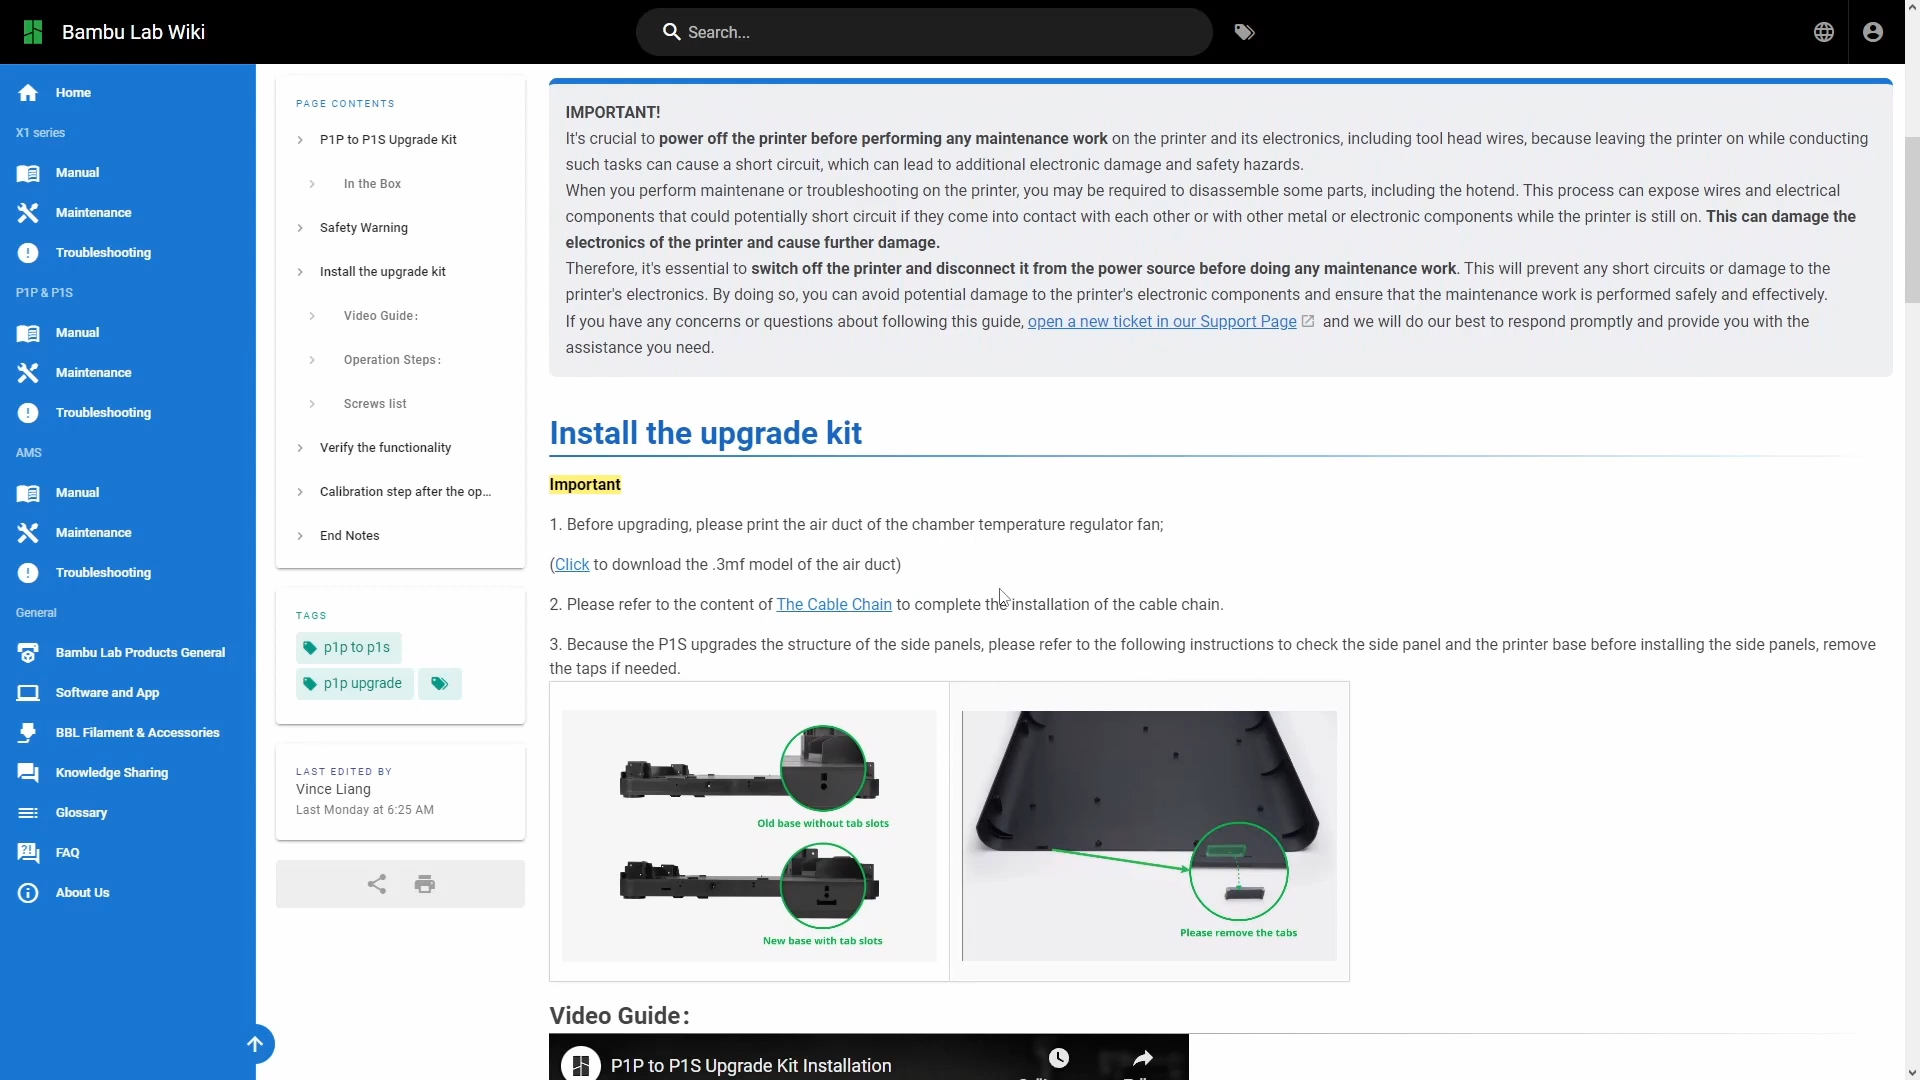 Bambu Lab Wiki
Search...
Home
X1 series
Manual
Maintenance
Troubleshooting
P1P & P1S
Manual
Maintenance
Troubleshooting
AMS
Manual
Maintenance
Troubleshooting
General
Bambu Lab Products General
Software and App
BBL Filament & Accessories
Knowledge Sharing
Glossary
FAQ
About Us
PAGE CONTENTS
P1P to P1S Upgrade Kit
In the Box
Safety Warning
Install the upgrade kit
Video Guide:
Operation Steps:
Screws list
Verify the functionality
Calibration step after the op...
End Notes
TAGS
p1p to p1s
p1p upgrade
LAST EDITED BY
Vince Liang
Last Monday at 6:25 AM
IMPORTANT!
It's crucial to power off the printer before performing any maintenance work on the printer and its electronics, including tool head wires, because leaving the printer on while conducting
such tasks can cause a short circuit, which can lead to additional electronic damage and safety hazards.
When you perform maintenane or troubleshooting on the printer, you may be required to disassemble some parts, including the hotend. This process can expose wires and electrical
components that could potentially short circuit if they come into contact with each other or with other metal or electronic components while the printer is still on. This can damage the
electronics of the printer and cause further damage.
Therefore, it's essential to switch off the printer and disconnect it from the power source before doing any maintenance work. This will prevent any short circuits or damage to the
printer's electronics. By doing so, you can avoid potential damage to the printer's electronic components and ensure that the maintenance work is performed safely and effectively.
If you have any concerns or questions about following this guide, open a new ticket in our Support Page and we will do our best to respond promptly and provide you with the
assistance you need.
Install the upgrade kit
Important
1. Before upgrading, please print the air duct of the chamber temperature regulator fan;
(Click to download the .3mf model of the air duct)
2. Please refer to the content of The Cable Chain to complete the installation of the cable chain.
3. Because the P1S upgrades the structure of the side panels, please refer to the following instructions to check the side panel and the printer base before installing the side panels, remove
the taps if needed.
Old base without tab slots
New base with tab slots
Please remove the tabs
Video Guide:
P1P to P1S Upgrade Kit Installation